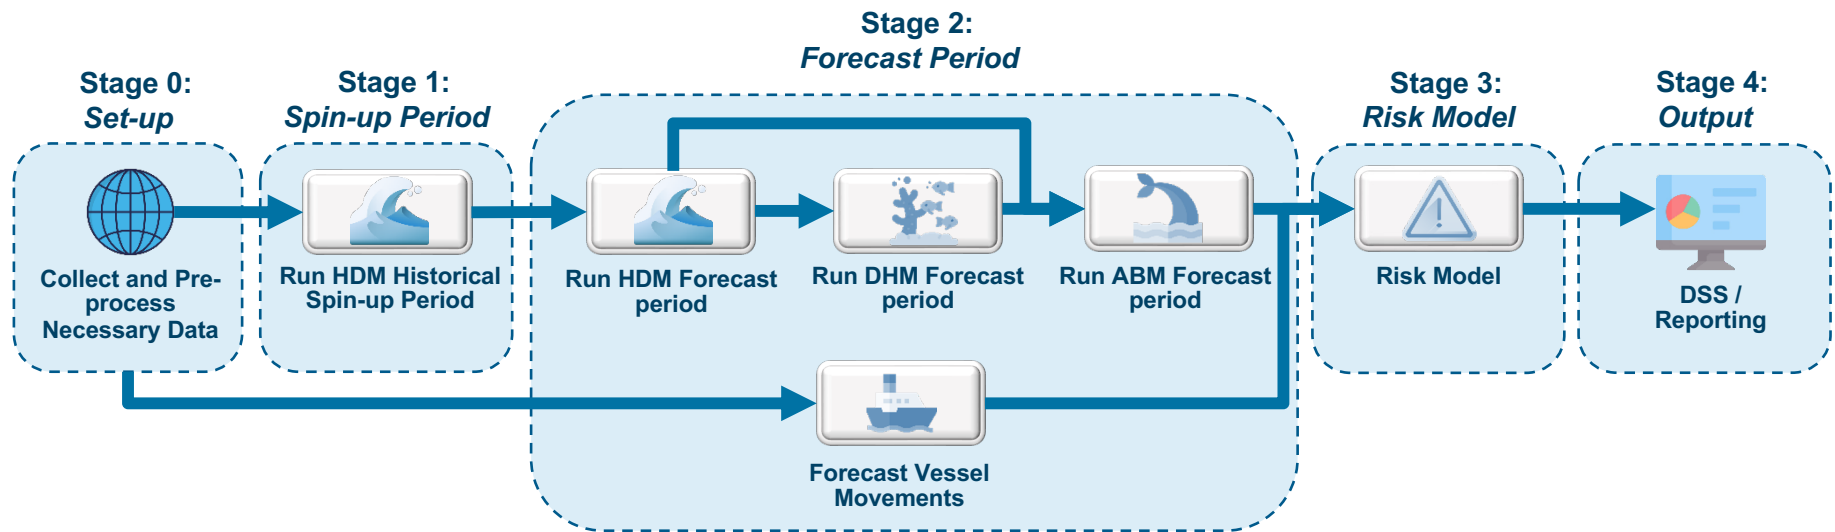 Stage 0:
Set-up
Collect and Pre-
process
Necessary Data
Stage 1:
Spin-up Period
Run HDM Historical
Spin-up Period
Stage 2:
Forecast Period
Run HDM Forecast
period
Run DHM Forecast
period
Run ABM Forecast
period
Forecast Vessel
Movements
Stage 3:
Risk Model
Risk Model
Stage 4:
Output
DSS /
Reporting